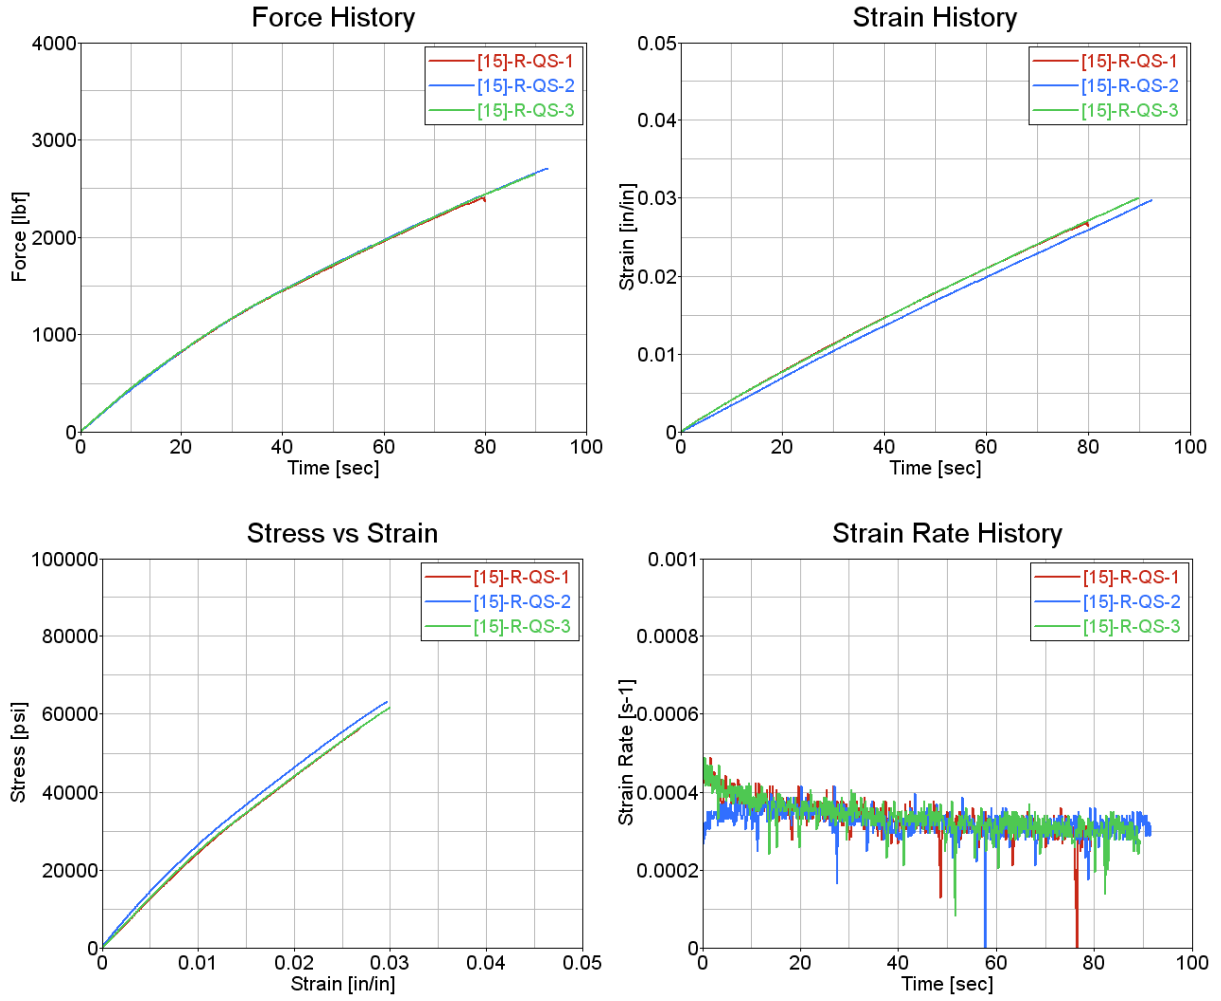 Force History
4000
3000
2000
1000
0
Force [lbf]
[15]-R-QS-1
[15]-R-QS-2
[15]-R-QS-3
0 20 40 60 80 100
Time [sec]
Strain History
0.05
0.04
0.03
0.02
0.01
0
Strain [in/in]
[15]-R-QS-1
[15]-R-QS-2
[15]-R-QS-3
0 20 40 60 80 100
Time [sec]
Stress vs Strain
100000
80000
60000
40000
20000
0
Stress [psi]
[15]-R-QS-1
[15]-R-QS-2
[15]-R-QS-3
0 0.01 0.02 0.03 0.04 0.05
Strain [in/in]
Strain Rate History
0.001
0.0008
0.0006
0.0004
0.0002
0
Strain Rate [s-1]
[15]-R-QS-1
[15]-R-QS-2
[15]-R-QS-3
0 20 40 60 80 100
Time [sec]